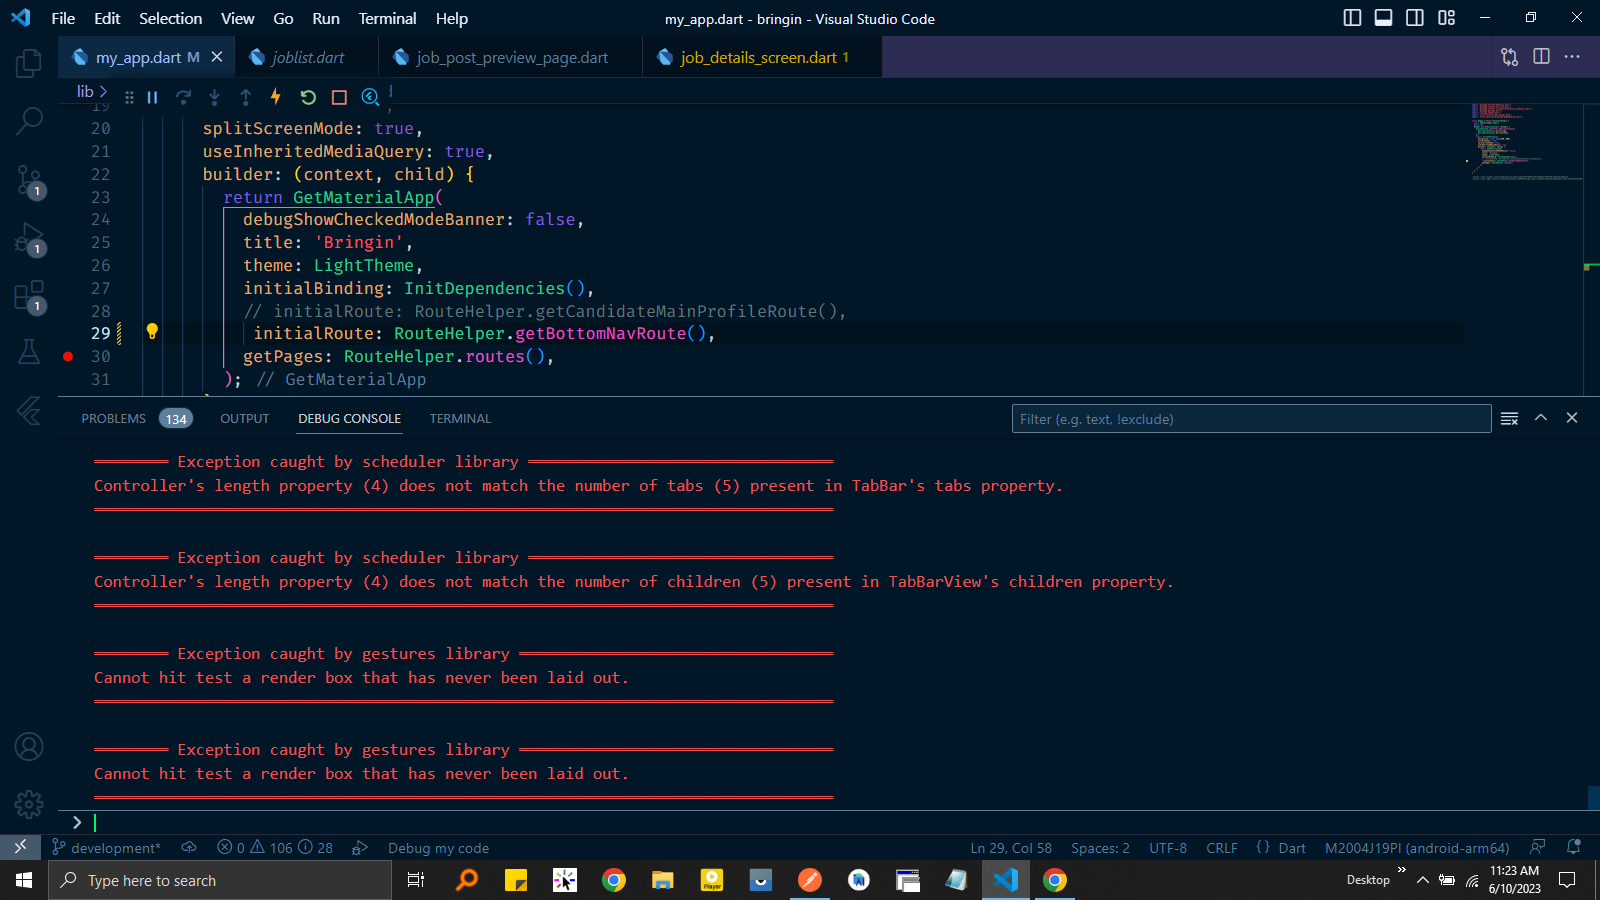 File Edit Selection View Go Run Terminal Help
my_app.dart - bringin - Visual Studio Code
my_app.dart M
joblist.dart
job_post_preview_page.dart
job_details_screen.dart 1
lib
19
20 splitScreenMode: true,
21 useInheritedMediaQuery: true,
22 builder: (context, child) {
23 return GetMaterialApp(
24 debugShowCheckedModeBanner: false,
25 title: 'Bringin',
26 theme: LightTheme,
27 initialBinding: InitDependencies(),
28 // initialRoute: RouteHelper.getCandidateMainProfileRoute(),
29 initialRoute: RouteHelper.getBottomNavRoute(),
30 getPages: RouteHelper.routes(),
31 ); // GetMaterialApp
1
1
1
PROBLEMS 134 OUTPUT DEBUG CONSOLE TERMINAL
Filter (e.g. text, !exclude)
════════ Exception caught by scheduler library ═════════════════════════════════
Controller's length property (4) does not match the number of tabs (5) present in TabBar's tabs property.
════════════════════════════════════════════════════════════════════════════════
════════ Exception caught by scheduler library ═════════════════════════════════
Controller's length property (4) does not match the number of children (5) present in TabBarView's children property.
════════════════════════════════════════════════════════════════════════════════
════════ Exception caught by gestures library ══════════════════════════════════
Cannot hit test a render box that has never been laid out.
════════════════════════════════════════════════════════════════════════════════
════════ Exception caught by gestures library ══════════════════════════════════
Cannot hit test a render box that has never been laid out.
════════════════════════════════════════════════════════════════════════════════
development* 0 106 28 Debug my code
Ln 29, Col 58 Spaces: 2 UTF-8 CRLF {} Dart M2004J19PI (android-arm64)
Type here to search
Player
Desktop
11:23 AM
6/10/2023